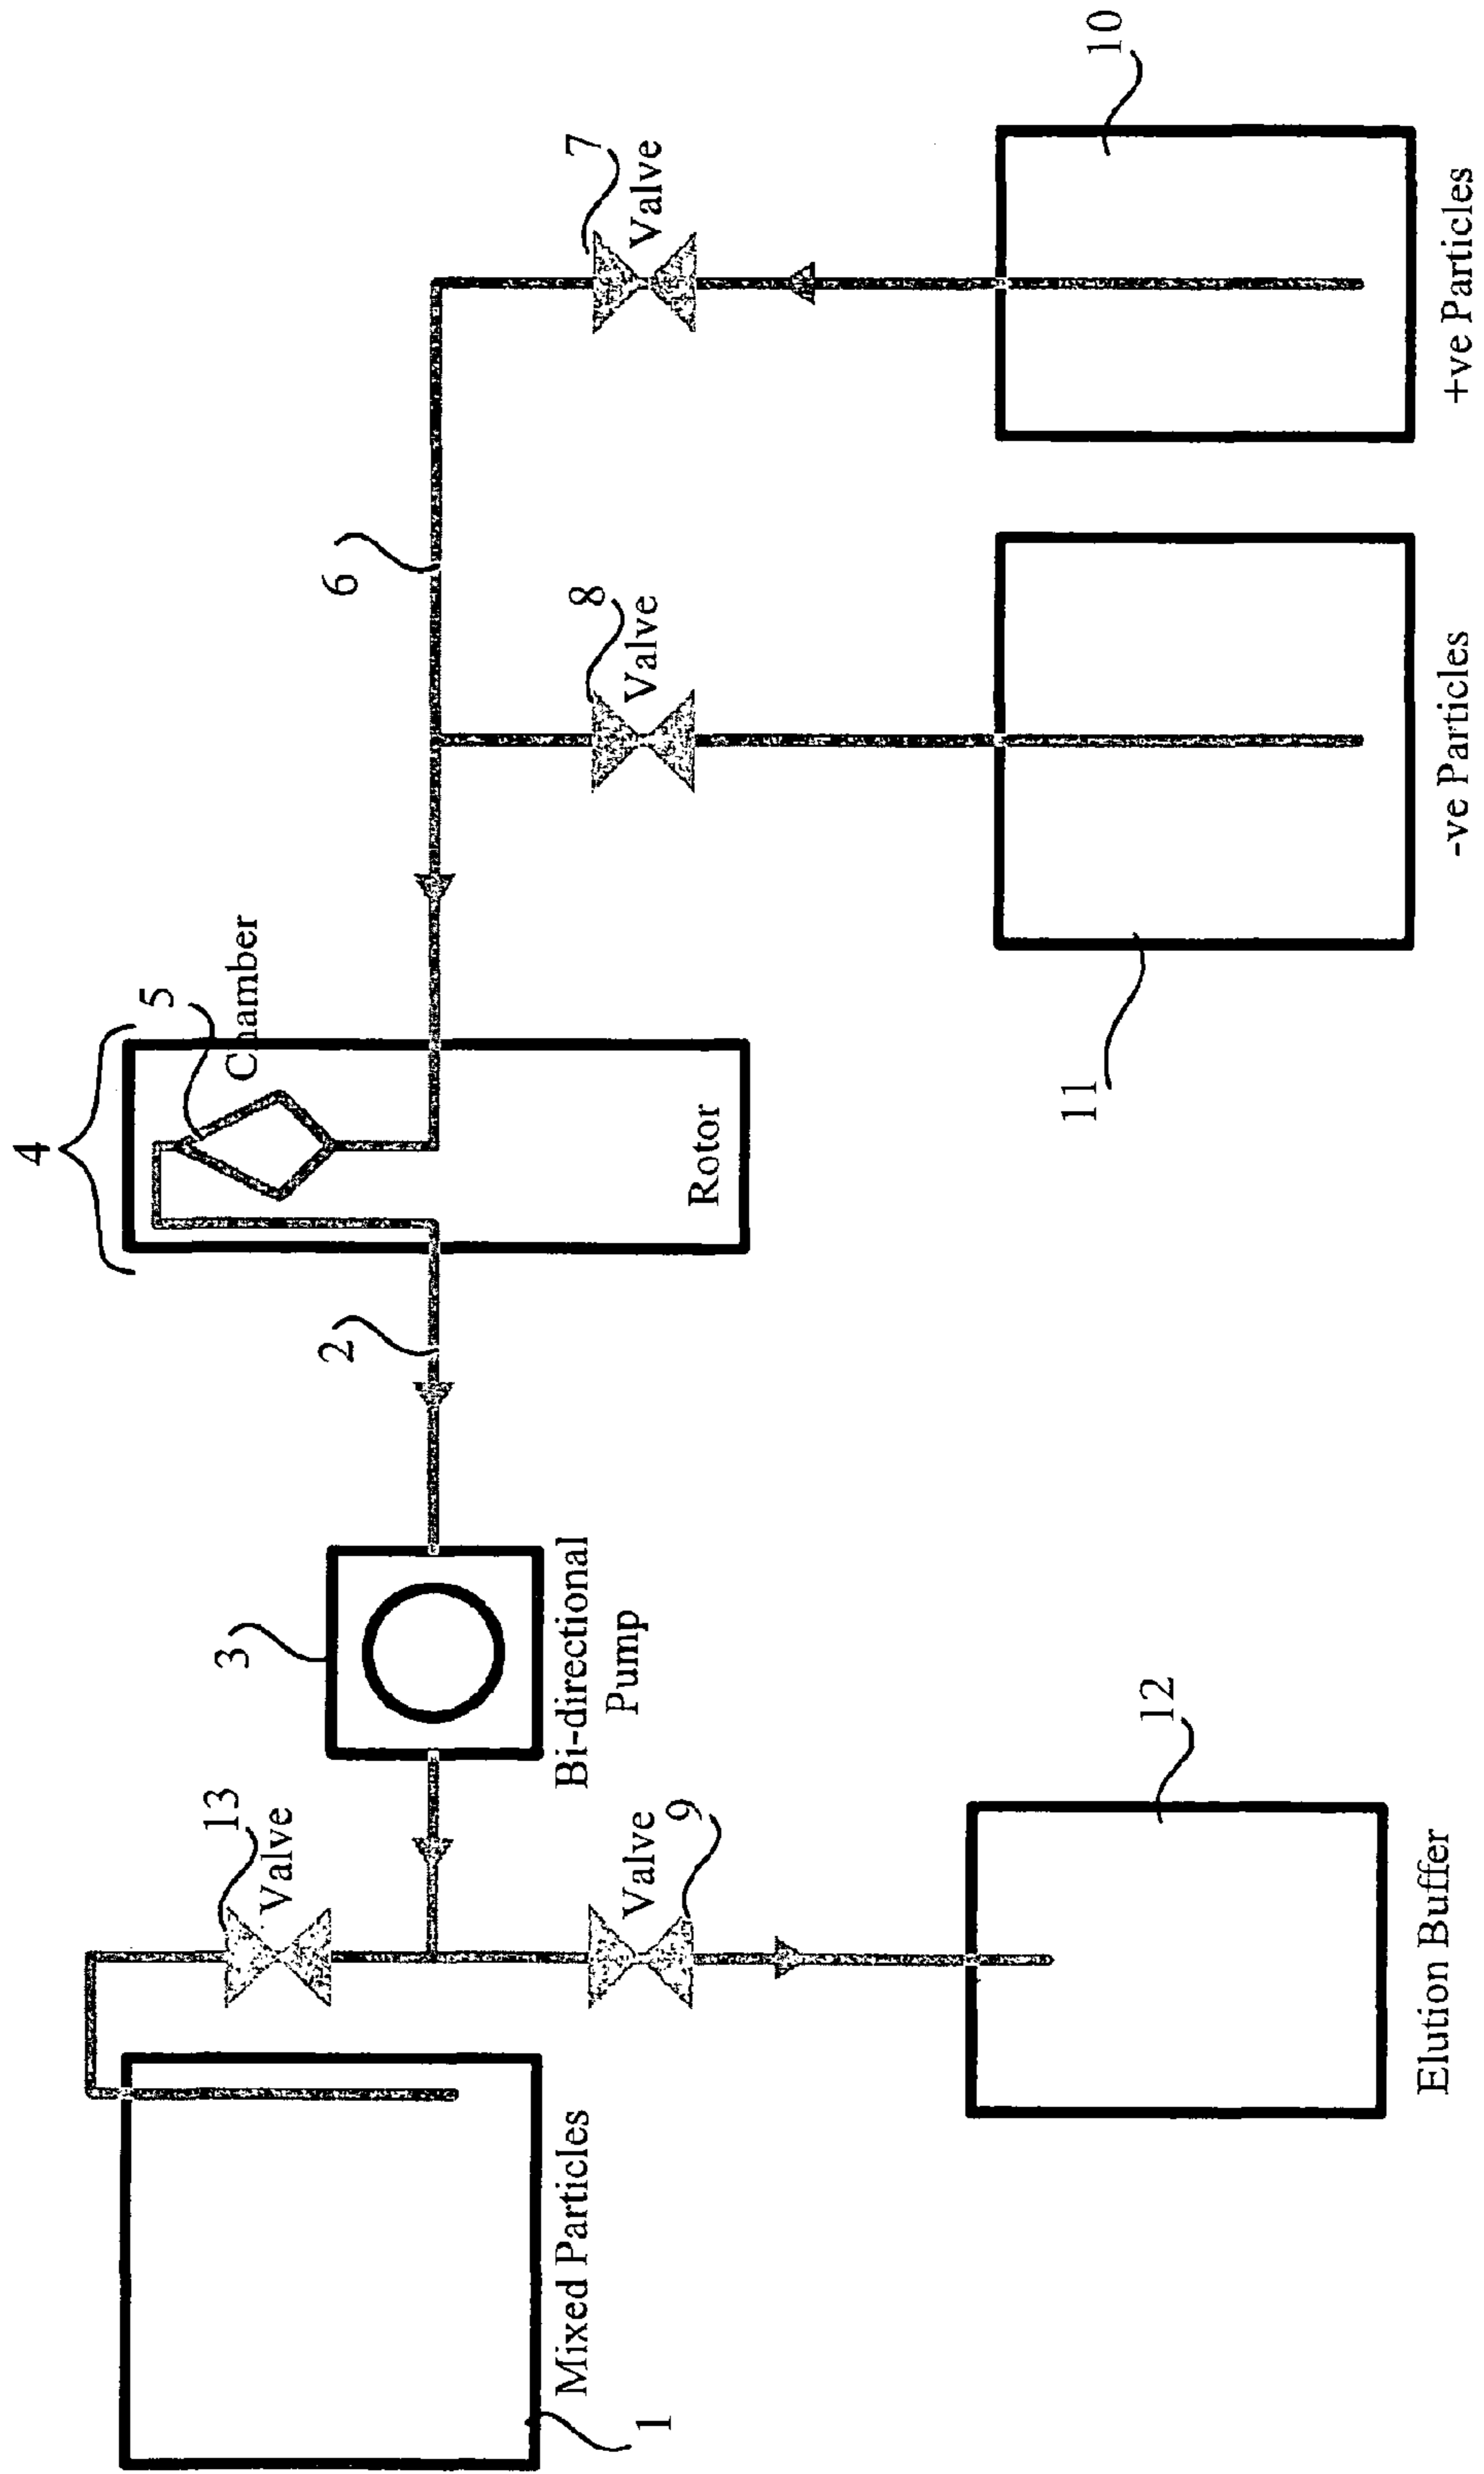 4
5
Chamber
Rotor
2
6
3
Bi-directional
Pump
13
Valve
Valve
9
Mixed Particles
1
12
Elution Buffer
8
Valve
7
Valve
11
-ve Particles
10
+ve Particles